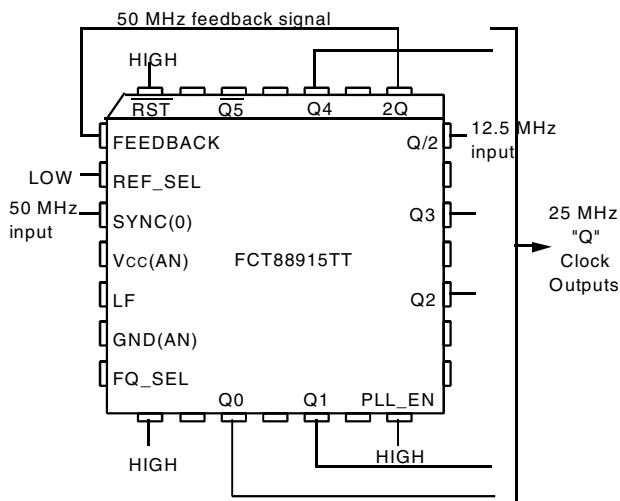 50 MHz feedback signal
HIGH
RST Q5 Q4 2Q
FEEDBACK
Q/2
12.5 MHz
input
LOW
REF_SEL
50 MHz
input
SYNC(0)
Q3
25 MHz
"Q"
Clock
Outputs
VCC(AN)
FCT88915TT
LF
Q2
GND(AN)
FQ_SEL
Q0 Q1 PLL_EN
HIGH
HIGH